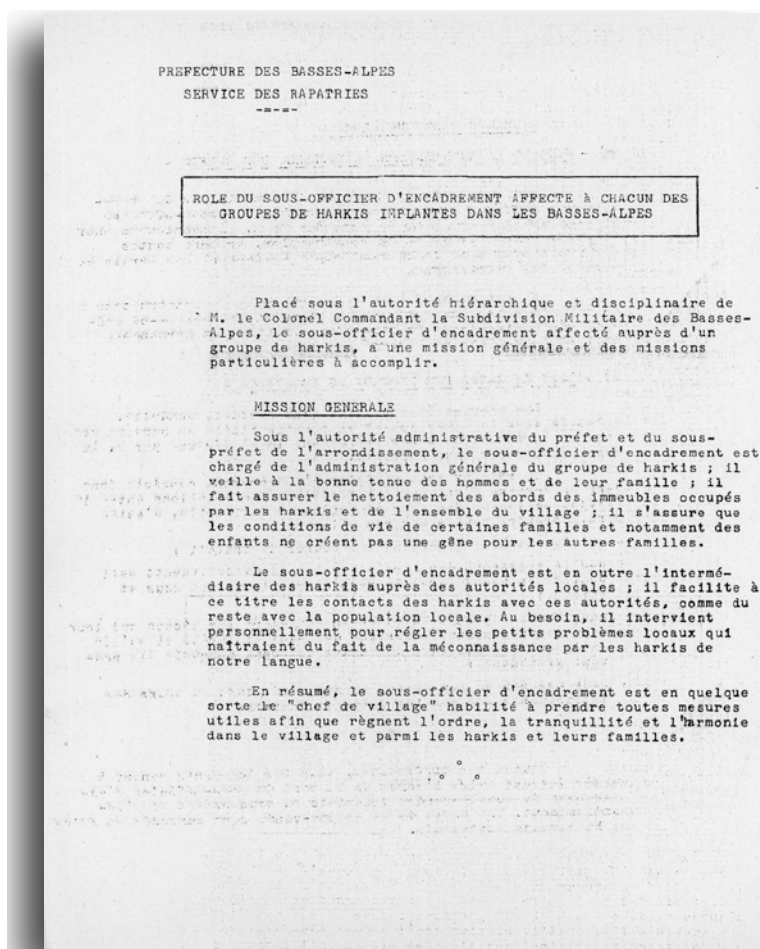 PREFECTURE DES BASSES-ALPES
SERVICE DES RAPATRIES
-=-=-
ROLE DU SOUS-OFFICIER D'ENCADREMENT AFFECTE à CHACUN DES
GROUPES DE HARKIS IMPLANTES DANS LES BASSES-ALPES
Placé sous l'autorité hiérarchique et disciplinaire de
M. le Colonel Commandant la Subdivision Militaire des Basses-
Alpes, le sous-officier d'encadrement affecté auprès d'un
groupe de harkis, a une mission générale et des missions
particulières à accomplir.
MISSION GENERALE
Sous l'autorité administrative du préfet et du sous-
préfet de l'arrondissement, le sous-officier d'encadrement est
chargé de l'administration générale du groupe de harkis ; il
veille à la bonne tenue des hommes et de leur famille ; il
fait assurer le nettoiement des abords des immeubles occupés
par les harkis et de l'ensemble du village ; il s'assure que
les conditions de vie de certaines familles et notamment des
enfants ne créent pas une gêne pour les autres familles.
Le sous-officier d'encadrement est en outre l'intermé-
diaire des harkis auprès des autorités locales ; il facilite à
ce titre les contacts des harkis avec ces autorités, comme du
reste avec la population locale. Au besoin, il intervient
personnellement pour régler les petits problèmes locaux qui
naîtraient du fait de la méconnaissance par les harkis de
notre langue.
En résumé, le sous-officier d'encadrement est en quelque
sorte le "chef de village" habilité à prendre toutes mesures
utiles afin que règnent l'ordre, la tranquillité et l'harmonie
dans le village et parmi les harkis et leurs familles.